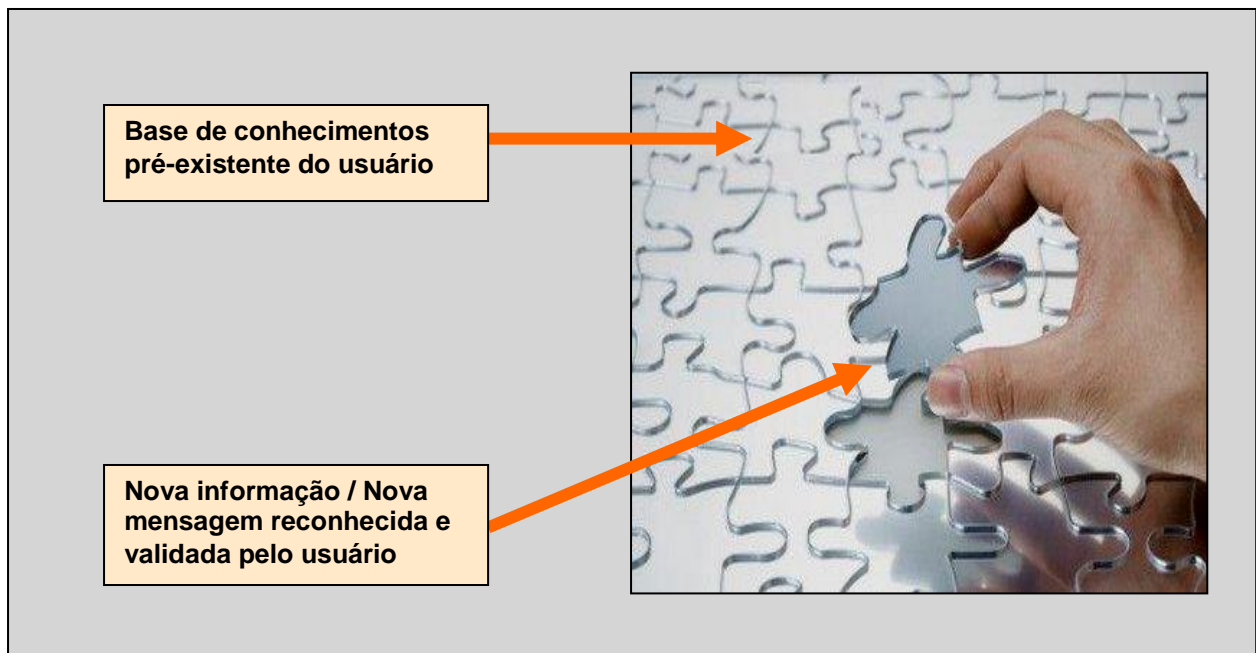 Base de conhecimentos
pré-existente do usuário
Nova informação / Nova
mensagem reconhecida e
validada pelo usuário